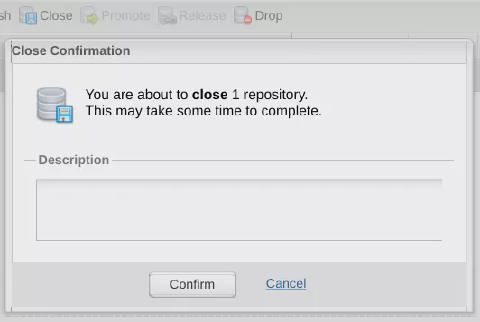 sh Close Promote Release Drop
Close Confirmation
You are about to close 1 repository.
This may take some time to complete.
Description
Confirm Cancel